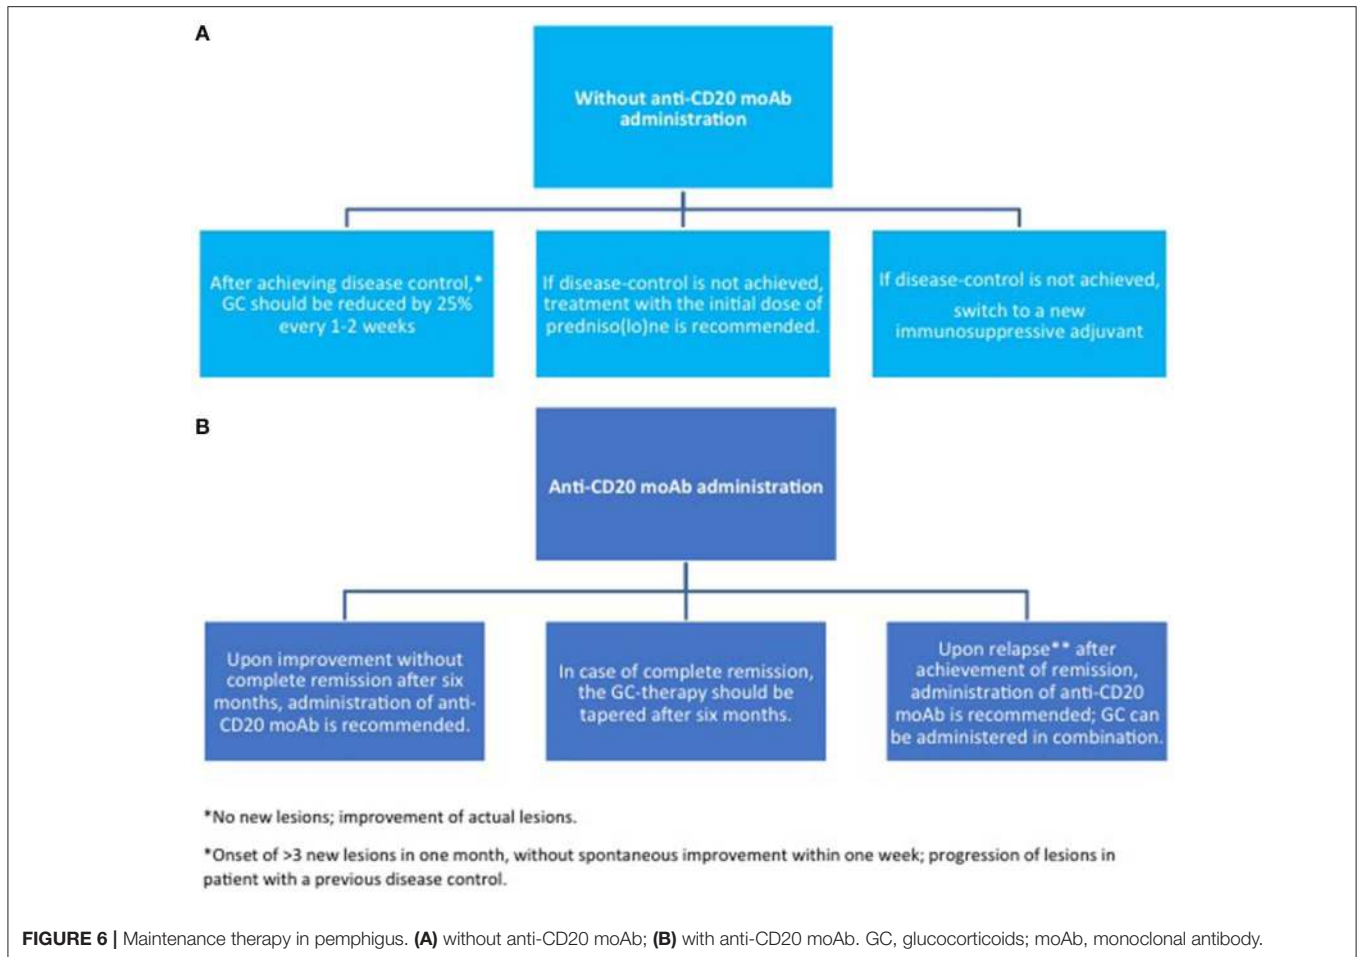 A
Without anti-CD20 moAb
administration
After achieving disease control,*
GC should be reduced by 25%
every 1-2 weeks
If disease-control is not achieved,
treatment with the initial dose of
predniso(lo)ne is recommended.
If disease-control is not achieved,
switch to a new
immunosuppressive adjuvant
B
Anti-CD20 moAb administration
Upon improvement without
complete remission after six
months, administration of anti-
CD20 moAb is recommended.
In case of complete remission,
the GC-therapy should be
tapered after six months.
Upon relapse** after
achievement of remission,
administration of anti-CD20
moAb is recommended; GC can
be administered in combination.
*No new lesions; improvement of actual lesions.
*Onset of >3 new lesions in one month, without spontaneous improvement within one week; progression of lesions in
patient with a previous disease control.
FIGURE 6 | Maintenance therapy in pemphigus. (A) without anti-CD20 moAb; (B) with anti-CD20 moAb. GC, glucocorticoids; moAb, monoclonal antibody.